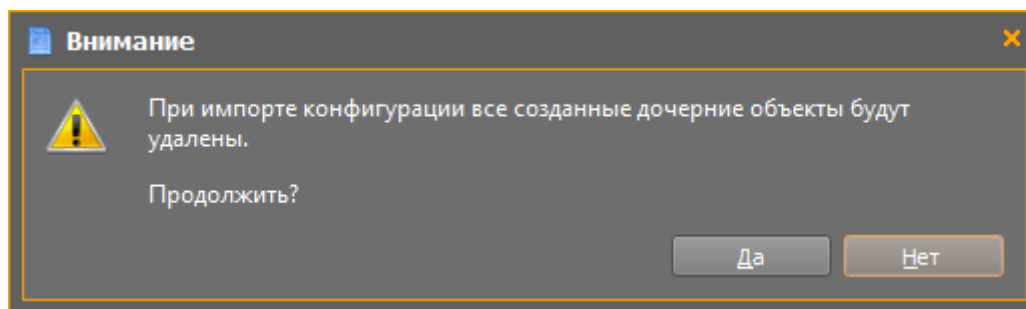 Внимание
При импорте конфигурации все созданные дочерние объекты будут
удалены.
Продолжить?
Да
Нет